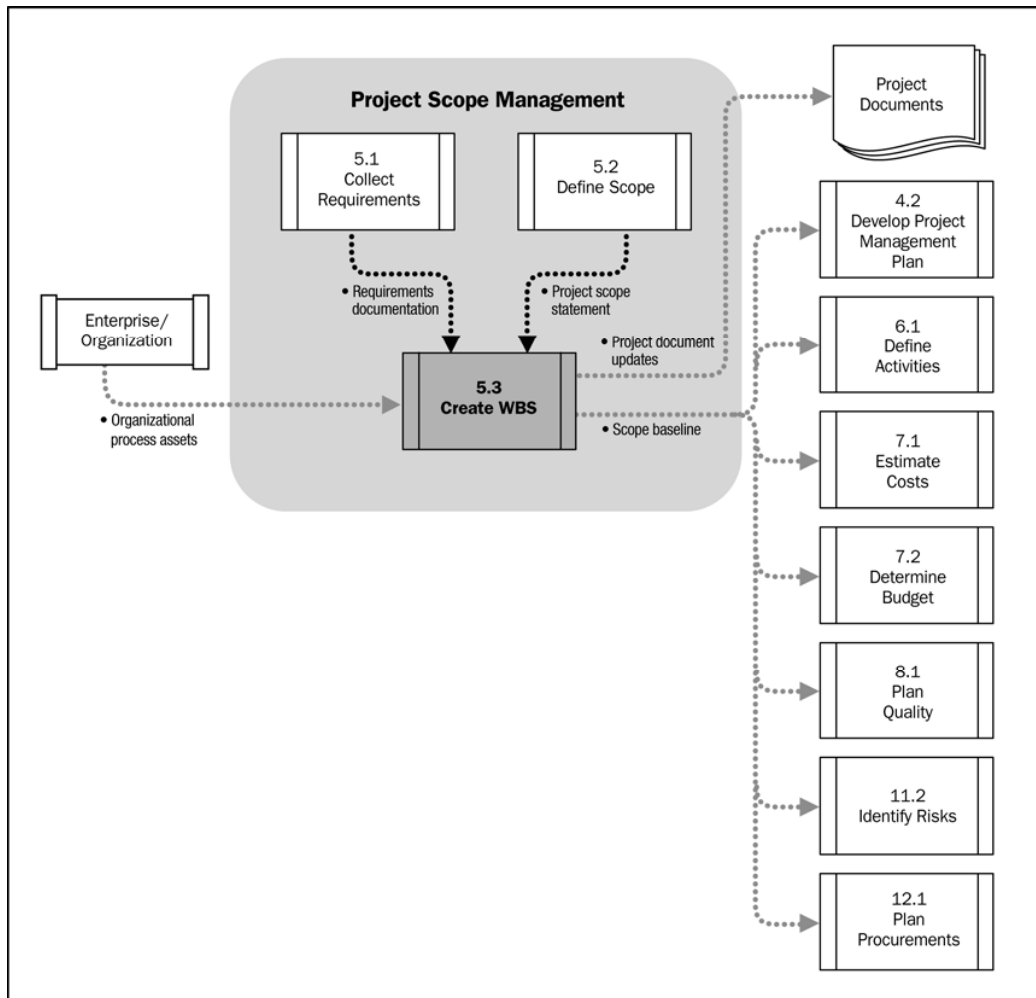 Project Scope Management
5.1
Collect
Requirements
5.2
Define Scope
• Requirements
documentation
• Project scope
statement
Enterprise/
Organization
• Organizational
process assets
5.3
Create WBS
• Project document
updates
• Scope baseline
Project
Documents
4.2
Develop Project
Management
Plan
6.1
Define
Activities
7.1
Estimate
Costs
7.2
Determine
Budget
8.1
Plan
Quality
11.2
Identify Risks
12.1
Plan
Procurements